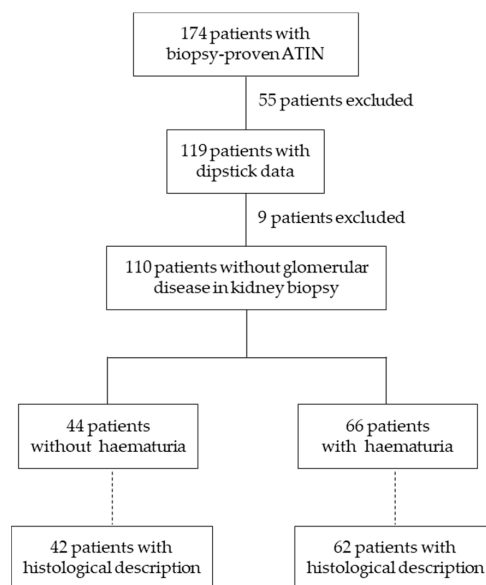 174 patients with
biopsy-proven ATIN
55 patients excluded
119 patients with
dipstick data
9 patients excluded
110 patients without glomerular
disease in kidney biopsy
44 patients
without haematuria
66 patients
with haematuria
42 patients with
histological description
62 patients with
histological description